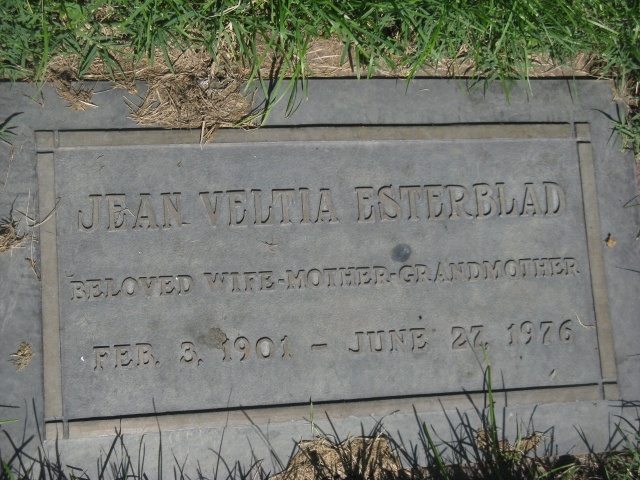 JEAN VELTIA ESTERBLAD
BELOVED WIFE-MOTHER-GRANDMOTHER
FEB. 3, 1901 - JUNE 27, 1976